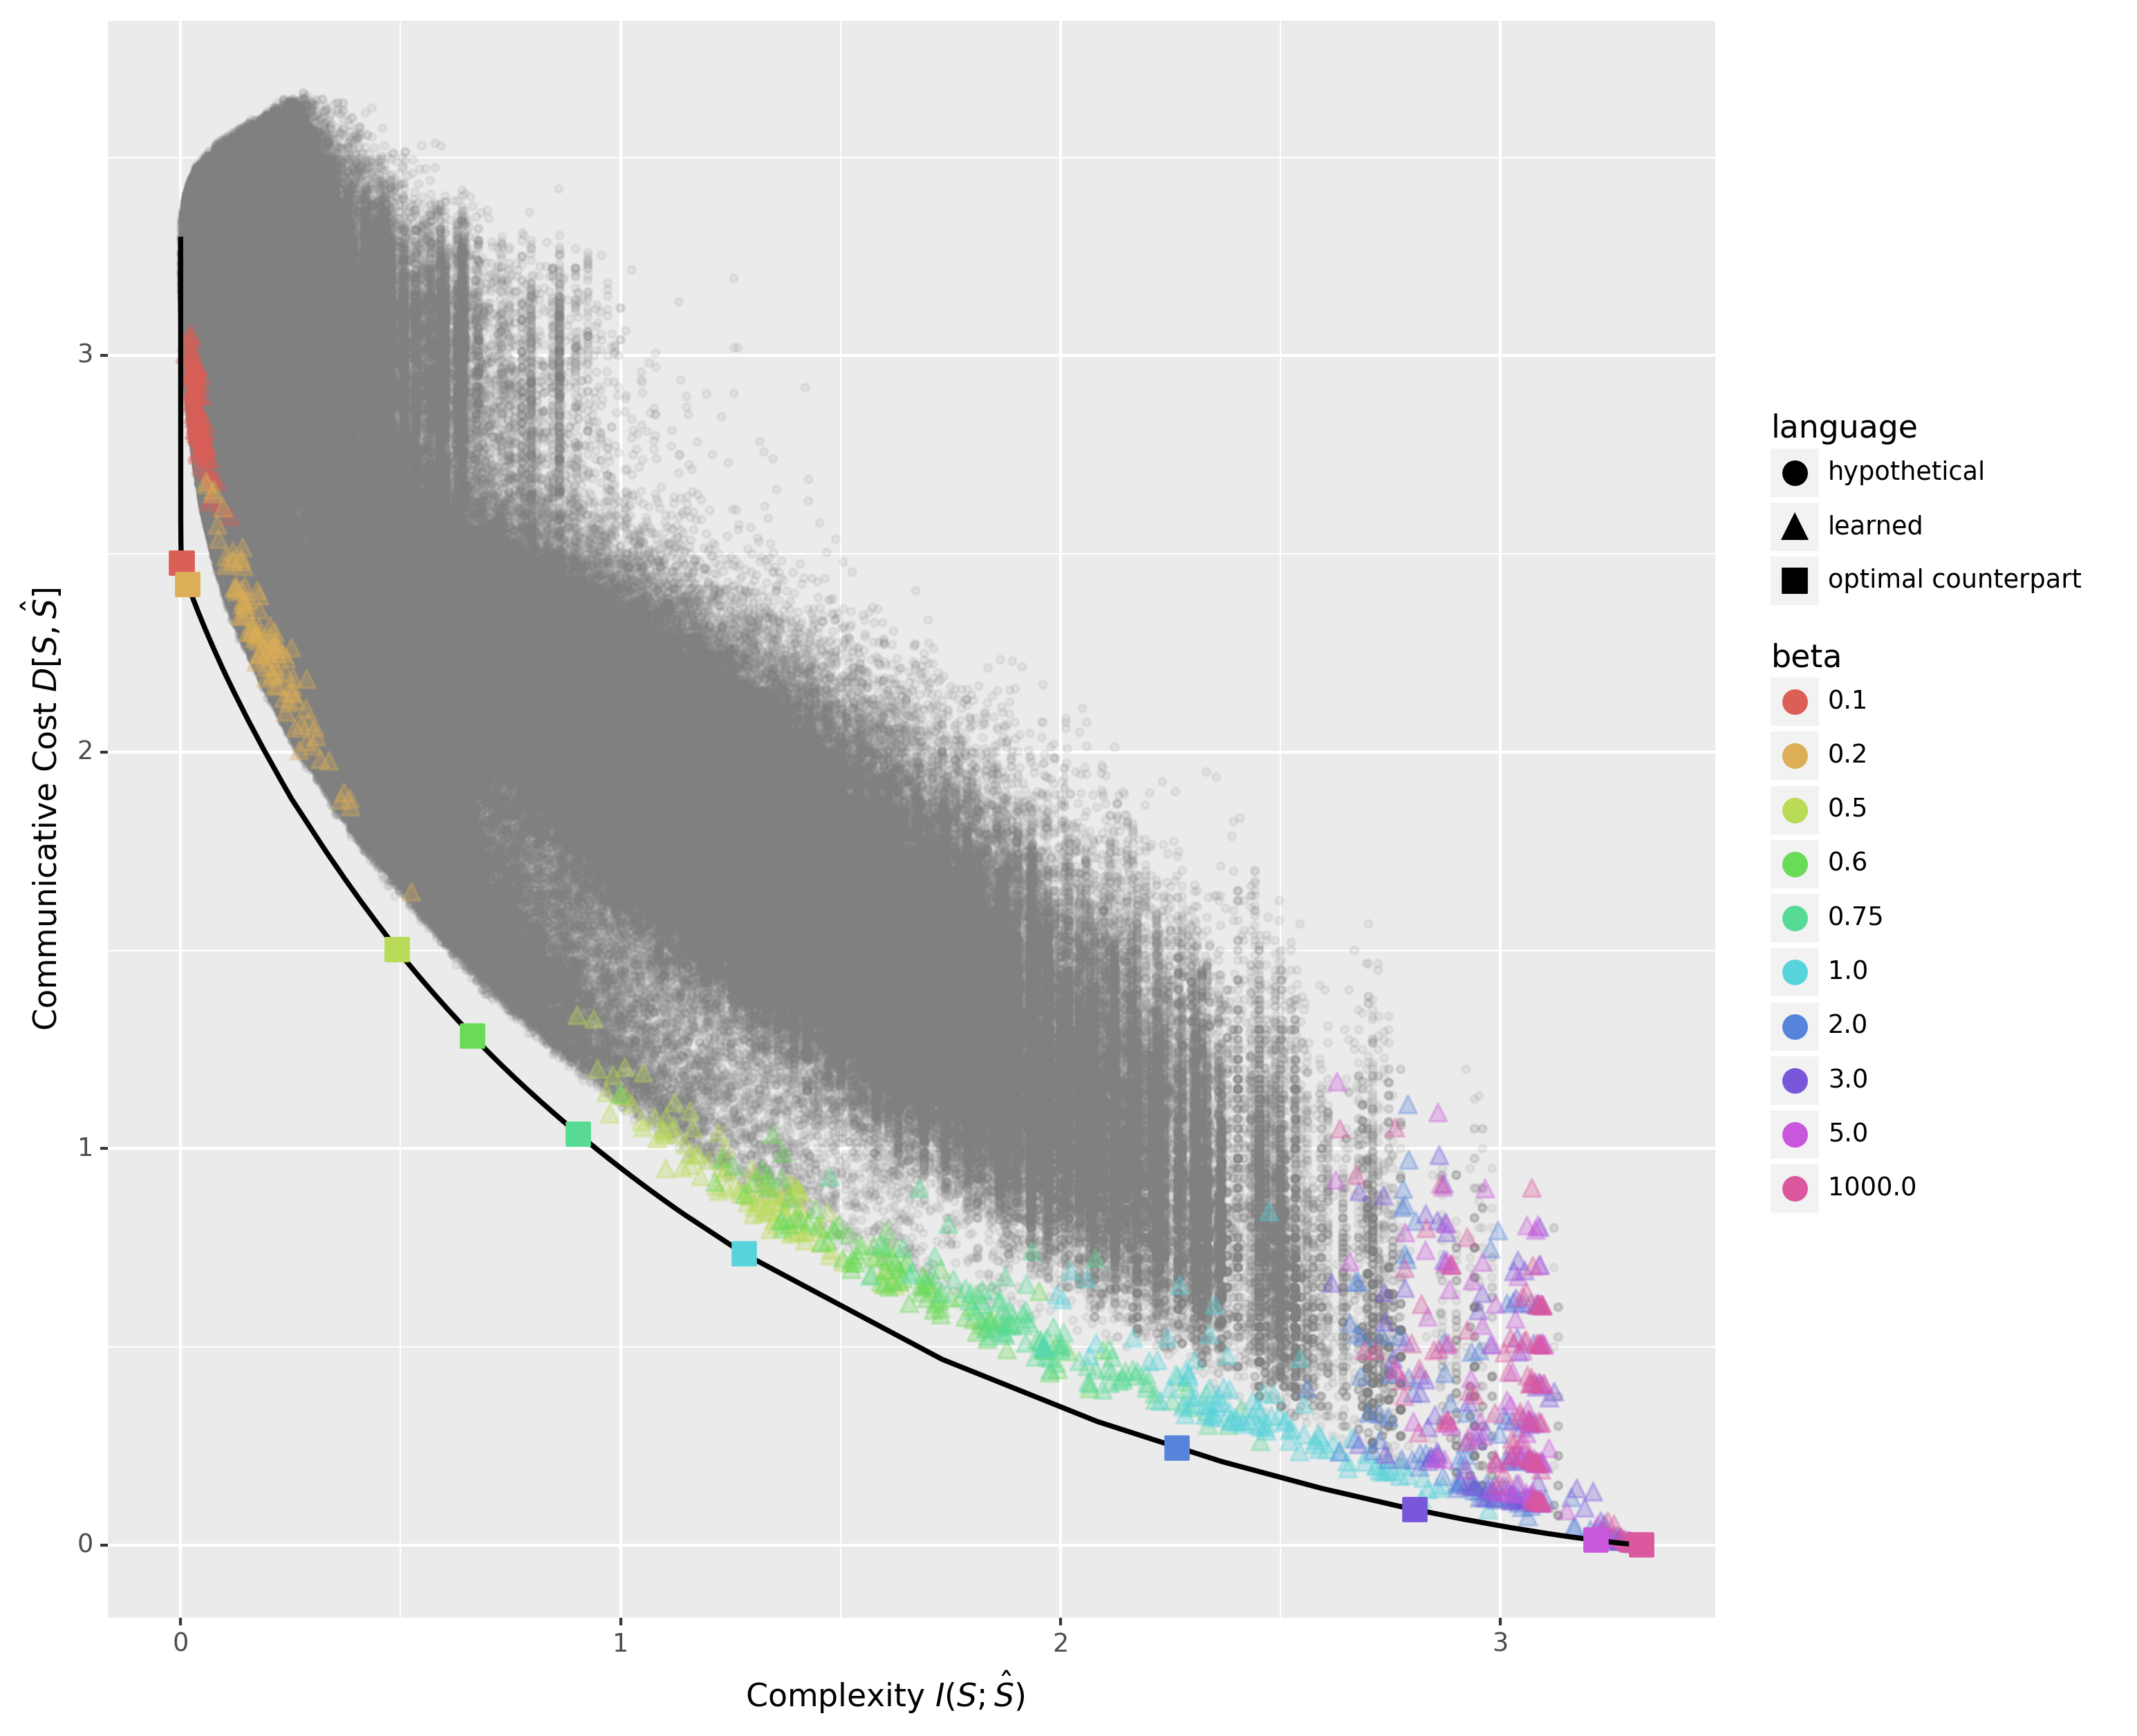 3
2
1
0
0
1
2
3
Communicative Cost D[S, Ŝ]
Complexity I(S; Ŝ)
language
hypothetical
learned
optimal counterpart
beta
0.1
0.2
0.5
0.6
0.75
1.0
2.0
3.0
5.0
1000.0